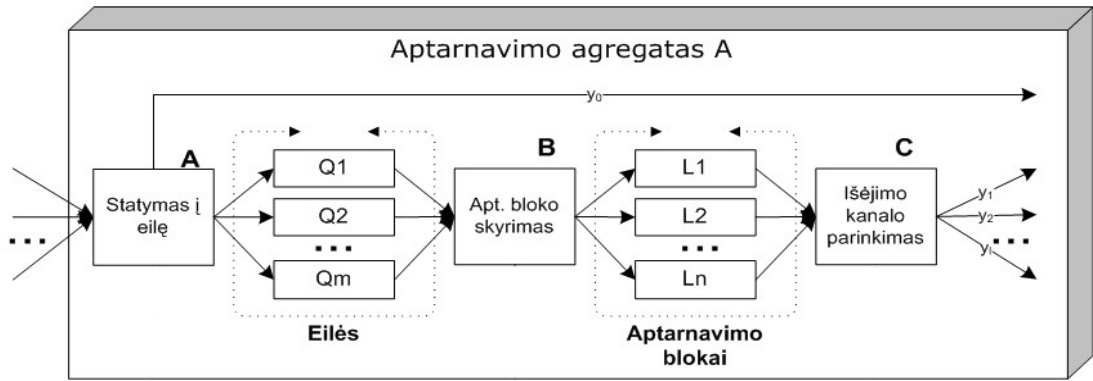 Aptarnavimo agregatas A
y₀
A
B
C
Statymas į
eilę
Q1
Q2
...
Qm
Eilės
Apt. bloko
skyrimas
L1
L2
...
Ln
Aptarnavimo
blokai
Išėjimo
kanalo
parinkimas
y₁
y₂
...
yₗ
...